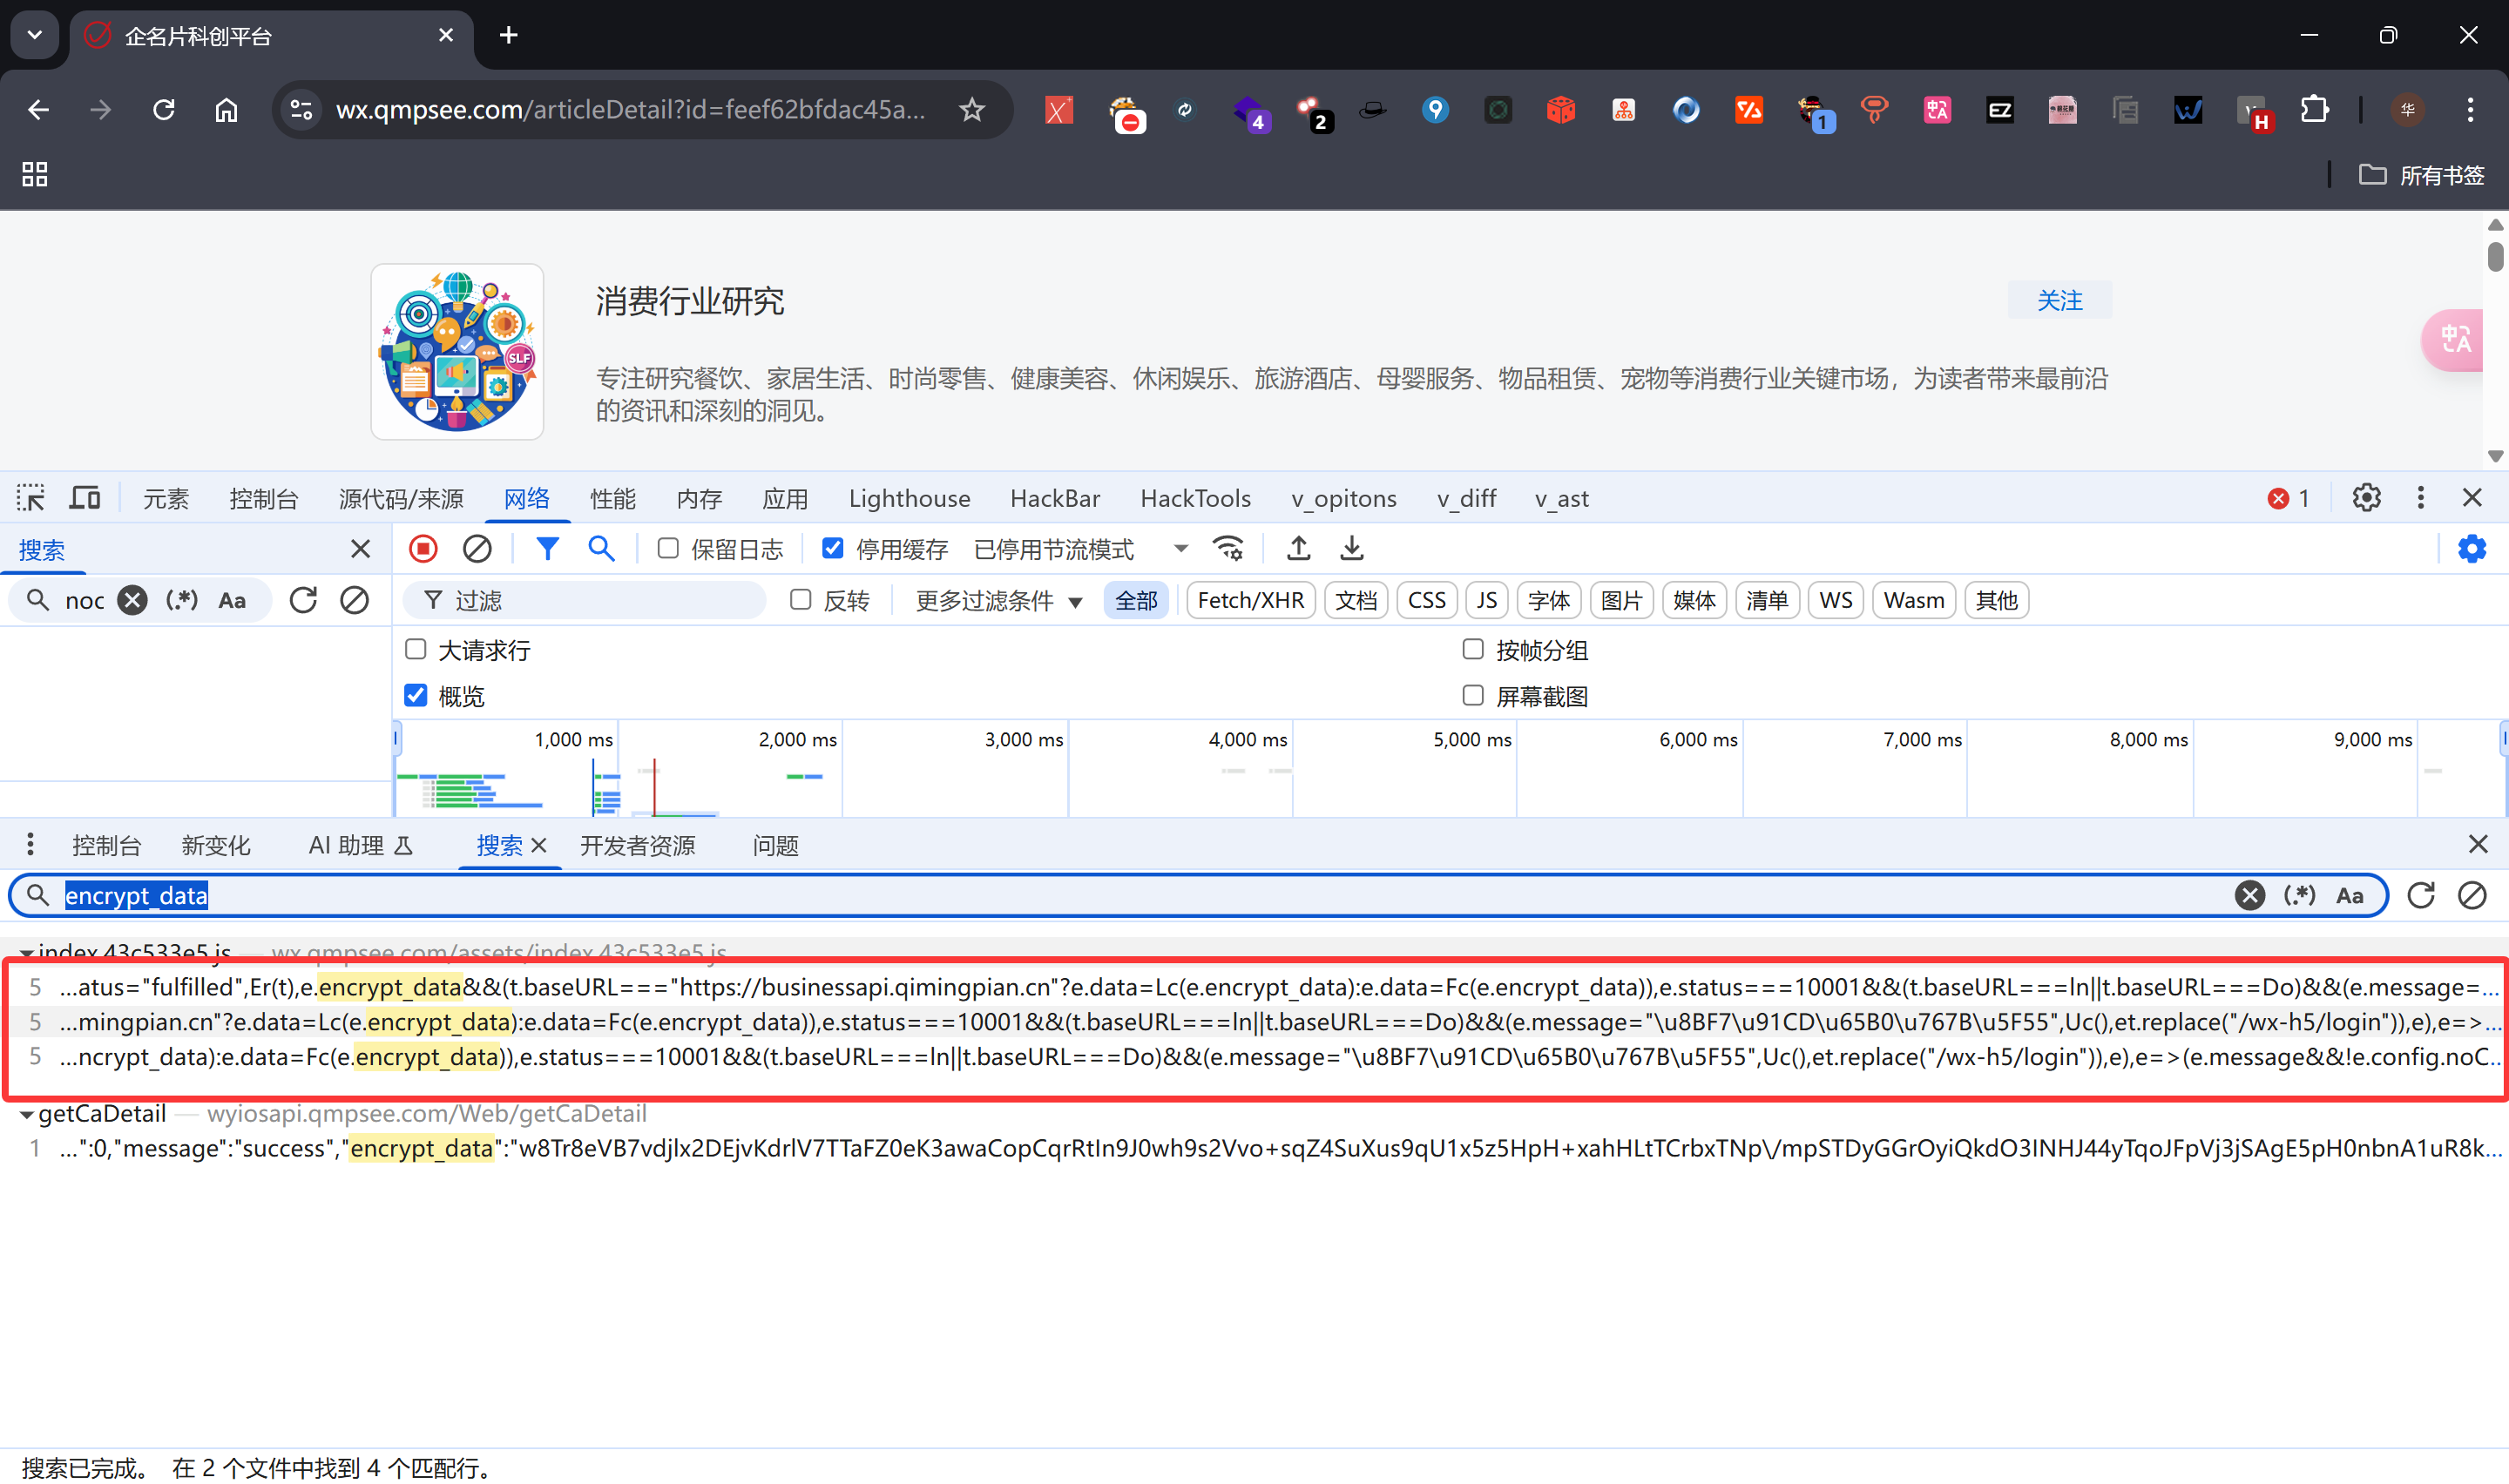 企名片科创平台
wx.qmpsee.com/articleDetail?id=feef62bfdac45a...
4
2
1
EZ
H
华
所有书签
消费行业研究
关注
SLF
专注研究餐饮、家居生活、时尚零售、健康美容、休闲娱乐、旅游酒店、母婴服务、物品租赁、宠物等消费行业关键市场，为读者带来最前沿
的资讯和深刻的洞见。
元素 控制台 源代码/来源 网络 性能 内存 应用 Lighthouse HackBar HackTools v_opitons v_diff v_ast 1
搜索 保留日志 停用缓存 已停用节流模式
noc (.*) Aa 过滤 反转 更多过滤条件 全部 Fetch/XHR 文档 CSS JS 字体 图片 媒体 清单 WS Wasm 其他
大请求行 按帧分组
概览 屏幕截图
1,000 ms 2,000 ms 3,000 ms 4,000 ms 5,000 ms 6,000 ms 7,000 ms 8,000 ms 9,000 ms
控制台 新变化 AI 助理 搜索 开发者资源 问题
encrypt_data (.*) Aa
index.43c533e5.js — wx.qmpsee.com/assets/index.43c533e5.js
5 ...atus="fulfilled",Er(t),e.encrypt_data&&(t.baseURL==="https://businessapi.qimingpian.cn"?e.data=Lc(e.encrypt_data):e.data=Fc(e.encrypt_data)),e.status===10001&&(t.baseURL===ln||t.baseURL===Do)&&(e.message=...
5 ...mingpian.cn"?e.data=Lc(e.encrypt_data):e.data=Fc(e.encrypt_data)),e.status===10001&&(t.baseURL===ln||t.baseURL===Do)&&(e.message="\u8BF7\u91CD\u65B0\u767B\u5F55",Uc(),et.replace("/wx-h5/login")),e),e=>...
5 ...ncrypt_data):e.data=Fc(e.encrypt_data)),e.status===10001&&(t.baseURL===ln||t.baseURL===Do)&&(e.message="\u8BF7\u91CD\u65B0\u767B\u5F55",Uc(),et.replace("/wx-h5/login")),e),e=>(e.message&&!e.config.noC...
getCaDetail — wyiosapi.qmpsee.com/Web/getCaDetail
1 ...":0,"message":"success","encrypt_data":"w8Tr8eVB7vdjlx2DEjvKdrlV7TTaFZ0eK3awaCopCqrRtIn9J0wh9s2Vvo+sqZ4SuXus9qU1x5z5HpH+xahHLtTCrbxTNp\/mpSTDyGGrOyiQkdO3INHJ44yTqoJFpVj3jSAgE5pH0nbnA1uR8k...
搜索已完成。 在 2 个文件中找到 4 个匹配行。